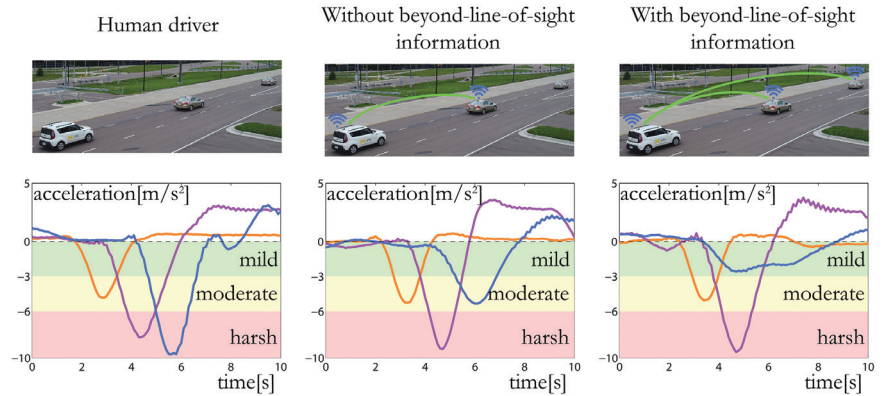 Human driver
Without beyond-line-of-sight
information
With beyond-line-of-sight
information
5
acceleration[m/s²]
0
mild
−3
moderate
−6
harsh
−10
0
2
4
6
8
10
time[s]
5
acceleration[m/s²]
0
mild
−3
moderate
−6
harsh
−10
0
2
4
6
8
10
time[s]
5
acceleration[m/s²]
0
mild
−3
moderate
−6
harsh
−10
0
2
4
6
8
10
time[s]